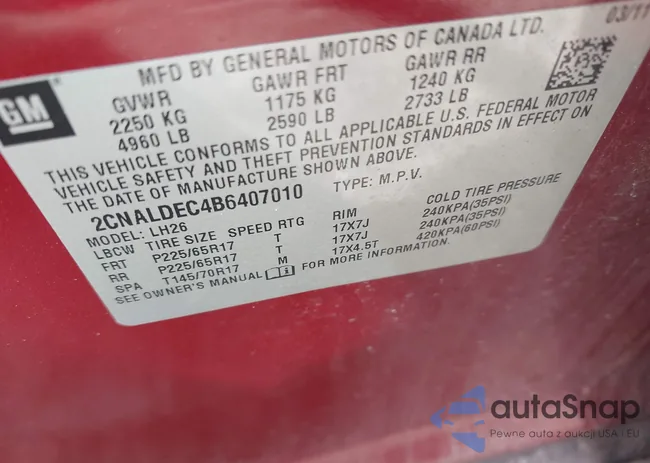 03/11
MFD BY GENERAL MOTORS OF CANADA LTD.
GM
GVWR GAWR FRT GAWR RR
2250 KG 1175 KG 1240 KG
4960 LB 2590 LB 2733 LB
THIS VEHICLE CONFORMS TO ALL APPLICABLE U.S. FEDERAL MOTOR
VEHICLE SAFETY AND THEFT PREVENTION STANDARDS IN EFFECT ON
THE DATE OF MANUFACTURE SHOWN ABOVE.
2CNALDEC4B6407010 TYPE: M.P.V.
MODEL: LH26
LBCW TIRE SIZE SPEED RTG RIM COLD TIRE PRESSURE
FRT P225/65R17 T 17X7J 240KPA(35PSI)
RR P225/65R17 T 17X7J 240KPA(35PSI)
SPA T145/70R17 M 17X4.5T 420KPA(60PSI)
SEE OWNER'S MANUAL FOR MORE INFORMATION.
autoSnap
Pewne auta z aukcji USA i EU